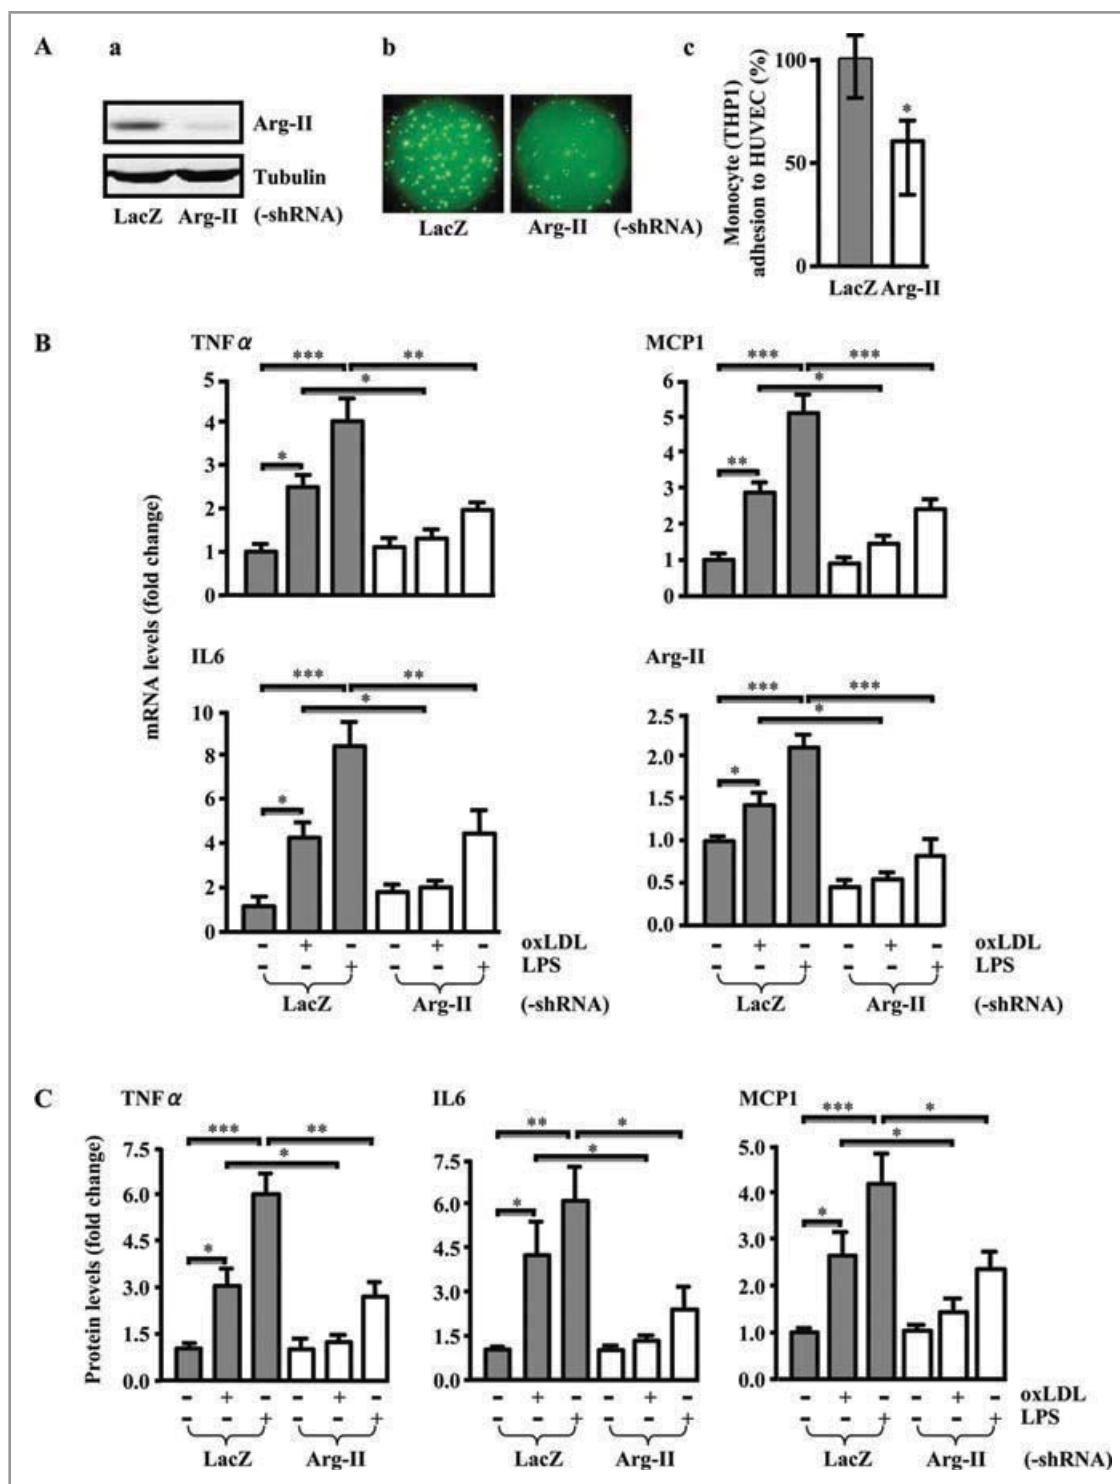 A a b c
Arg-II
Tubulin
LacZ Arg-II (-shRNA)
LacZ Arg-II (-shRNA)
Monocyte (THP1)
adhesion to HUVEC (%)
100
50
0
*
LacZ Arg-II
B
mRNA levels (fold change)
TNFα
*** **
*
*
5
4
3
2
1
0
MCP1
*** ***
*
**
6
5
4
3
2
1
0
IL6
*** **
*
*
10
8
6
4
2
0
Arg-II
*** ***
*
*
2.5
2.0
1.5
1.0
0.5
0.0
- + - - + - oxLDL - + - - + - oxLDL
- - + - - + LPS - - + - - + LPS
LacZ Arg-II (-shRNA) LacZ Arg-II (-shRNA)
C
Protein levels (fold change)
TNFα
*** **
*
*
7.5
6.0
4.5
3.0
1.5
0.0
IL6
** *
*
*
7.5
6.0
4.5
3.0
1.5
0.0
MCP1
*** *
*
*
5.0
4.0
3.0
2.0
1.0
0.0
- + - - + - - + - - + - - + - - + - oxLDL
- - + - - + - - + - - + - - + - - + LPS
LacZ Arg-II LacZ Arg-II LacZ Arg-II (-shRNA)